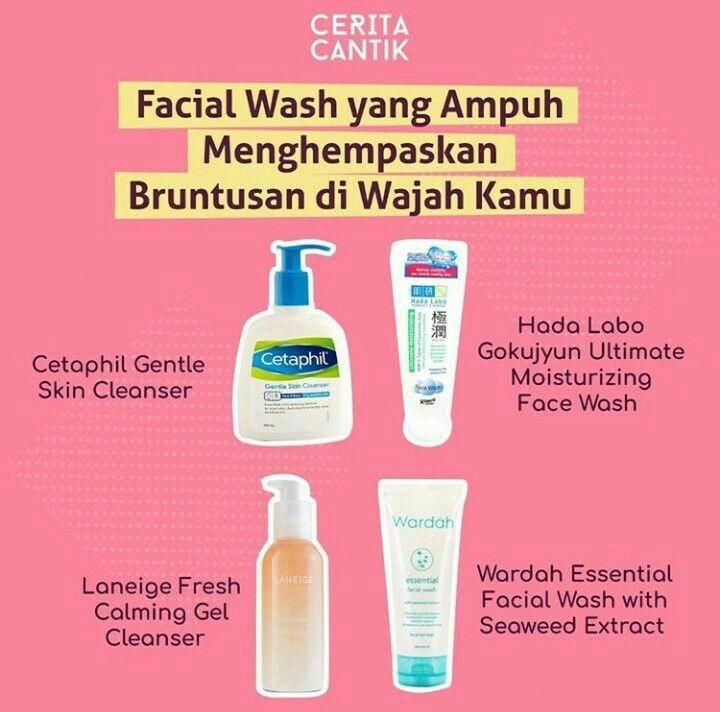 CERITA
CANTIK
Facial Wash yang Ampuh
Menghempaskan
Bruntusan di Wajah Kamu
Cetaphil Gentle
Skin Cleanser
Cetaphil
Gentle Skin Cleanser
Hada Labo
極潤
Face Wash
Hada Labo
Gokujyun Ultimate
Moisturizing
Face Wash
Laneige Fresh
Calming Gel
Cleanser
LANEIGE
Wardah
essential
facial wash
Wardah Essential
Facial Wash with
Seaweed Extract